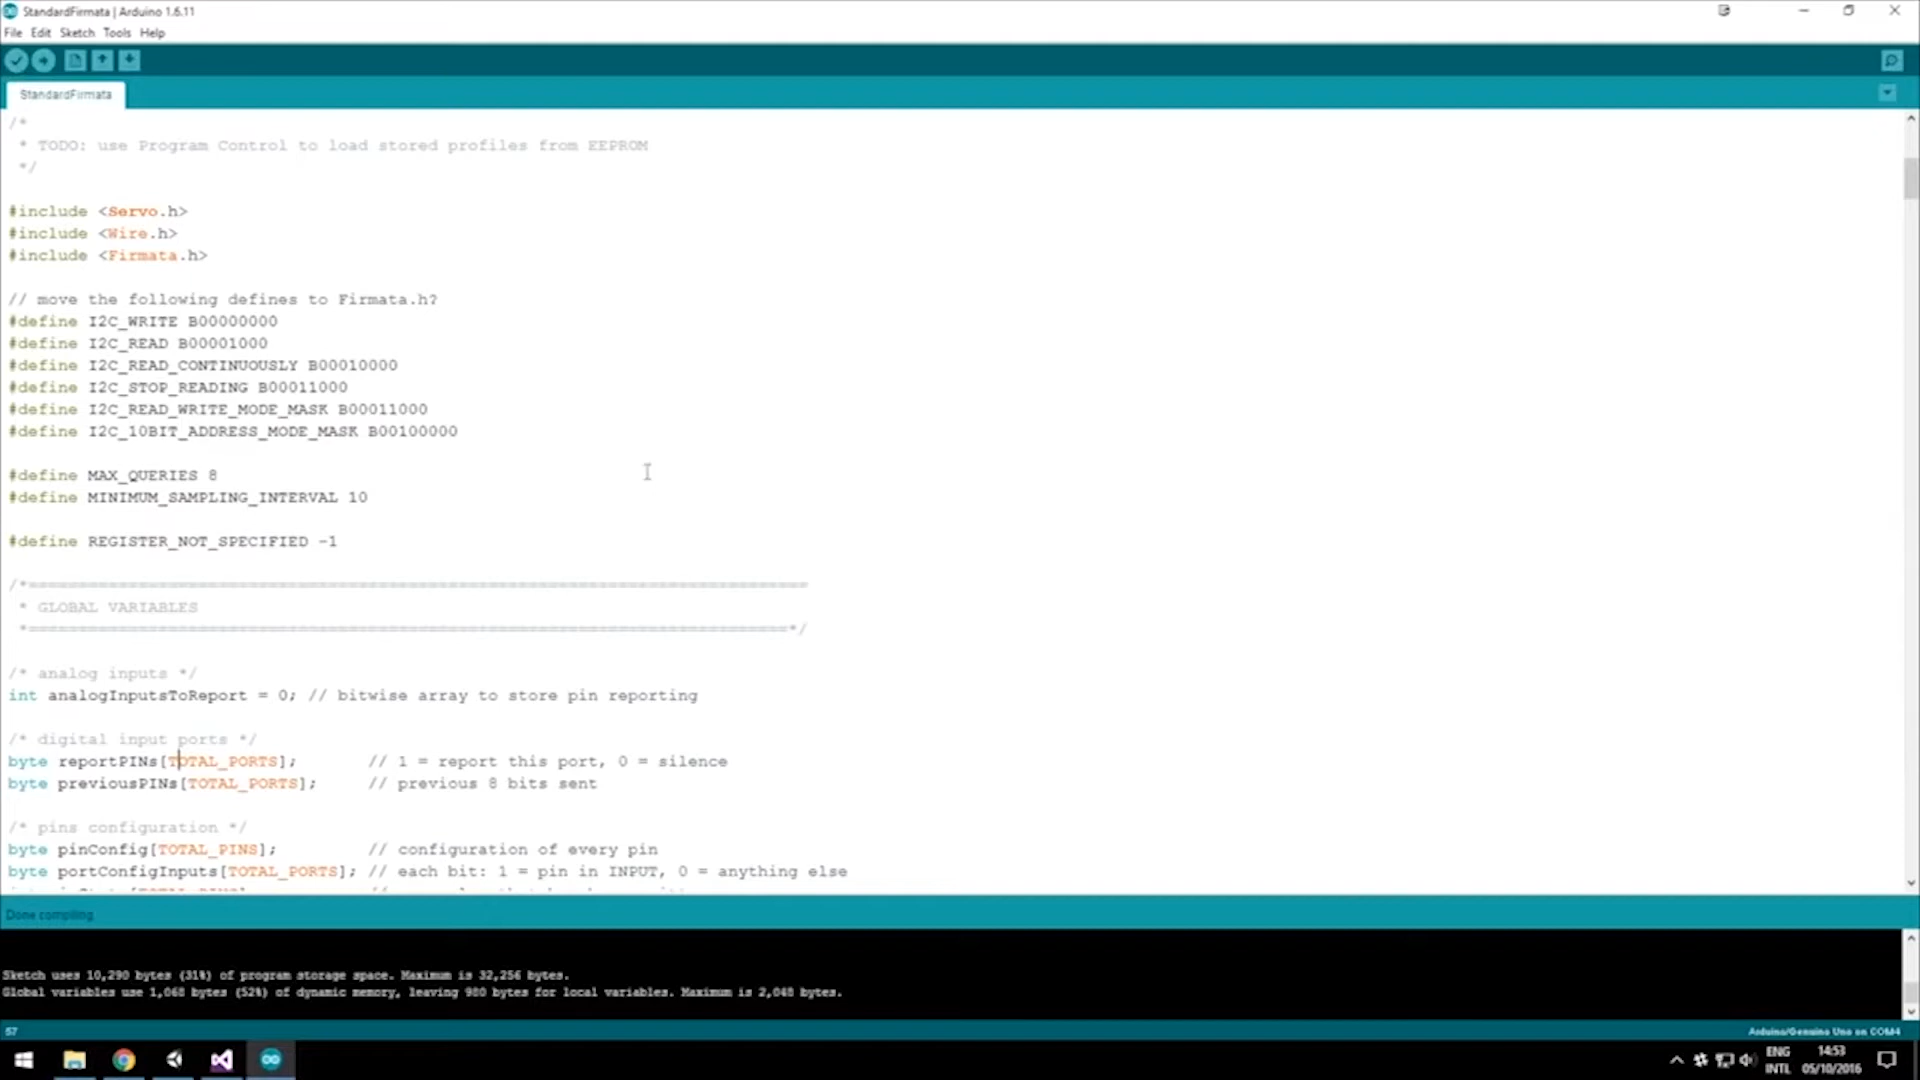 StandardFirmata | Arduino 1.6.11
File Edit Sketch Tools Help
StandardFirmata
/*
 * TODO: use Program Control to load stored profiles from EEPROM
 */
#include <Servo.h>
#include <Wire.h>
#include <Firmata.h>
// move the following defines to Firmata.h?
#define I2C_WRITE B00000000
#define I2C_READ B00001000
#define I2C_READ_CONTINUOUSLY B00010000
#define I2C_STOP_READING B00011000
#define I2C_READ_WRITE_MODE_MASK B00011000
#define I2C_10BIT_ADDRESS_MODE_MASK B00100000
#define MAX_QUERIES 8
#define MINIMUM_SAMPLING_INTERVAL 10
#define REGISTER_NOT_SPECIFIED -1
/*==============================================================================
 * GLOBAL VARIABLES
 *============================================================================*/
/* analog inputs */
int analogInputsToReport = 0; // bitwise array to store pin reporting
/* digital input ports */
byte reportPINs[TOTAL_PORTS];       // 1 = report this port, 0 = silence
byte previousPINs[TOTAL_PORTS];     // previous 8 bits sent
/* pins configuration */
byte pinConfig[TOTAL_PINS];         // configuration of every pin
byte portConfigInputs[TOTAL_PORTS]; // each bit: 1 = pin in INPUT, 0 = anything else
Done compiling
Sketch uses 10,290 bytes (31%) of program storage space. Maximum is 32,256 bytes.
Global variables use 1,068 bytes (52%) of dynamic memory, leaving 980 bytes for local variables. Maximum is 2,048 bytes.
57
Arduino/Genuino Uno on COM4
ENG
INTL
14:53
05/10/2016